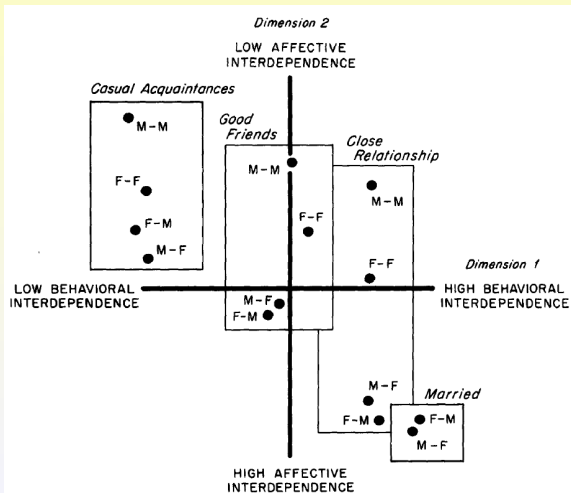 Dimension 2
LOW AFFECTIVE
INTERDEPENDENCE
Casual Acquaintances
M-M
F-F
F-M
M-F
Good
Friends
M-M
F-F
M-F
F-M
Close
Relationship
M-M
F-F
M-F
F-M
Dimension 1
LOW BEHAVIORAL
INTERDEPENDENCE
HIGH BEHAVIORAL
INTERDEPENDENCE
Married
F-M
M-F
HIGH AFFECTIVE
INTERDEPENDENCE